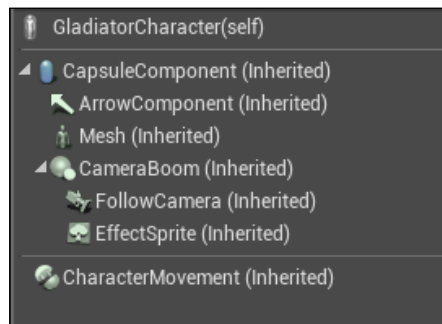 GladiatorCharacter(self)
CapsuleComponent (Inherited)
ArrowComponent (Inherited)
Mesh (Inherited)
CameraBoom (Inherited)
FollowCamera (Inherited)
EffectSprite (Inherited)
CharacterMovement (Inherited)